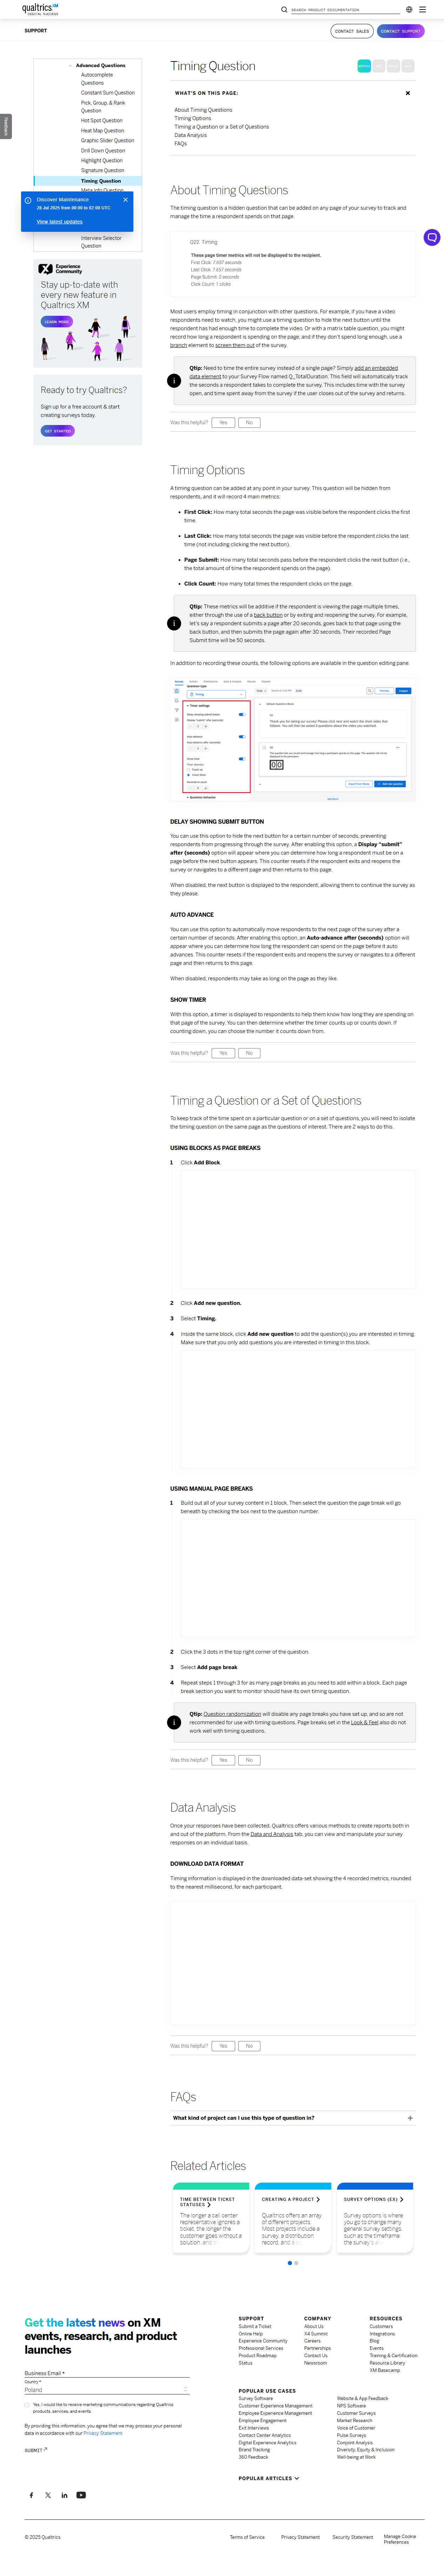 qualtrics.XM
DIGITAL SUCCESS
SEARCH PRODUCT DOCUMENTATION
SUPPORT
CONTACT SALES
CONTACT SUPPORT
Feedback
Advanced Questions
Autocomplete Questions
Constant Sum Question
Pick, Group, & Rank Question
Hot Spot Question
Heat Map Question
Graphic Slider Question
Drill Down Question
Highlight Question
Signature Question
Timing Question
Meta Info Question
Discover Maintenance
28 Jul 2025 from 00:00 to 02:00 UTC
View latest updates
Interview Selector Question
XM Experience Community
Stay up-to-date with every new feature in Qualtrics XM
LEARN MORE
Ready to try Qualtrics?
Sign up for a free account & start creating surveys today.
GET STARTED
Timing Question
WHAT'S ON THIS PAGE:
About Timing Questions
Timing Options
Timing a Question or a Set of Questions
Data Analysis
FAQs
About Timing Questions
The timing question is a hidden question that can be added on any page of your survey to track and manage the time a respondent spends on that page.
Q22 Timing
These page timer metrics will not be displayed to the recipient.
First Click: 7.657 seconds
Last Click: 7.657 seconds
Page Submit: 0 seconds
Click Count: 1 clicks
Most users employ timing in conjunction with other questions. For example, if you have a video respondents need to watch, you might use a timing question to hide the next button until the respondent has had enough time to complete the video. Or with a matrix table question, you might record how long a respondent is spending on the page, and if they don't spend long enough, use a branch element to screen them out of the survey.
Qtip: Need to time the entire survey instead of a single page? Simply add an embedded data element to your Survey Flow named Q_TotalDuration. This field will automatically track the seconds a respondent takes to complete the survey. This includes time with the survey open, and time spent away from the survey if the user closes out of the survey and returns.
Was this helpful? Yes No
Timing Options
A timing question can be added at any point in your survey. This question will be hidden from respondents, and it will record 4 main metrics:
First Click: How many total seconds the page was visible before the respondent clicks the first time.
Last Click: How many total seconds the page was visible before the respondent clicks the last time (not including clicking the next button).
Page Submit: How many total seconds pass before the respondent clicks the next button (i.e., the total amount of time the respondent spends on the page).
Click Count: How many total times the respondent clicks on the page.
Qtip: These metrics will be additive if the respondent is viewing the page multiple times, either through the use of a back button or by exiting and reopening the survey. For example, let's say a respondent submits a page after 20 seconds, goes back to that page using the back button, and then submits the page again after 30 seconds. Their recorded Page Submit time will be 50 seconds.
In addition to recording these counts, the following options are available in the question editing pane.
DELAY SHOWING SUBMIT BUTTON
You can use this option to hide the next button for a certain number of seconds, preventing respondents from progressing through the survey. After enabling this option, a Display "submit" after (seconds) option will appear where you can determine how long a respondent must be on a page before the next button appears. This counter resets if the respondent exits and reopens the survey or navigates to a different page and then returns to this page.
When disabled, the next button is displayed to the respondent, allowing them to continue the survey as they please.
AUTO ADVANCE
You can use this option to automatically move respondents to the next page of the survey after a certain number of seconds. After enabling this option, an Auto-advance after (seconds) option will appear where you can determine how long the respondent can spend on the page before it auto advances. This counter resets if the respondent exits and reopens the survey or navigates to a different page and then returns to this page.
When disabled, respondents may take as long on the page as they like.
SHOW TIMER
With this option, a timer is displayed to respondents to help them know how long they are spending on that page of the survey. You can then determine whether the timer counts up or counts down. If counting down, you can choose the number it counts down from.
Was this helpful? Yes No
Timing a Question or a Set of Questions
To keep track of the time spent on a particular question or on a set of questions, you will need to isolate the timing question on the same page as the questions of interest. There are 2 ways to do this.
USING BLOCKS AS PAGE BREAKS
1 Click Add Block.
2 Click Add new question.
3 Select Timing.
4 Inside the same block, click Add new question to add the question(s) you are interested in timing. Make sure that you only add questions you are interested in timing in this block.
USING MANUAL PAGE BREAKS
1 Build out all of your survey content in 1 block. Then select the question the page break will go beneath by checking the box next to the question number.
2 Click the 3 dots in the top right corner of the question.
3 Select Add page break.
4 Repeat steps 1 through 3 for as many page breaks as you need to add within a block. Each page break section you want to monitor should have its own timing question.
Qtip: Question randomization will disable any page breaks you have set up, and so are not recommended for use with timing questions. Page breaks set in the Look & Feel also do not work well with timing questions.
Was this helpful? Yes No
Data Analysis
Once your responses have been collected, Qualtrics offers various methods to create reports both in and out of the platform. From the Data and Analysis tab, you can view and manipulate your survey responses on an individual basis.
DOWNLOAD DATA FORMAT
Timing information is displayed in the downloaded data-set showing the 4 recorded metrics, rounded to the nearest millisecond, for each participant.
Was this helpful? Yes No
FAQs
What kind of project can I use this type of question in?
Related Articles
TIME BETWEEN TICKET STATUSES
The longer a call center representative ignores a ticket, the longer the customer goes without a
CREATING A PROJECT
Qualtrics offers an array of different projects. Most projects include a survey, a distribution record, and
SURVEY OPTIONS (EX)
Survey options is where you go to change many general survey settings, such as the timeframe the survey's
Get the latest news on XM events, research, and product launches
Business Email *
Country *
Poland
Yes, I would like to receive marketing communications regarding Qualtrics products, services, and events
By providing this information, you agree that we may process your personal data in accordance with our Privacy Statement
SUBMIT
SUPPORT
Submit a Ticket
Online Help
Experience Community
Professional Services
Product Roadmap
Status
COMPANY
About Us
X4 Summit
Careers
Partnerships
Contact Us
Newsroom
RESOURCES
Customers
Integrations
Blog
Events
Training & Certification
Resource Library
XM Basecamp
POPULAR USE CASES
Survey Software
Customer Experience Management
Employee Experience Management
Employee Engagement
Exit Interviews
Contact Center Analytics
Digital Experience Analytics
Brand Tracking
360 Feedback
Website & App Feedback
NPS Software
Customer Surveys
Market Research
Voice of Customer
Pulse Surveys
Conjoint Analysis
Diversity, Equity & Inclusion
Well-being at Work
POPULAR ARTICLES
© 2025 Qualtrics
Terms of Service
Privacy Statement
Security Statement
Manage Cookie Preferences